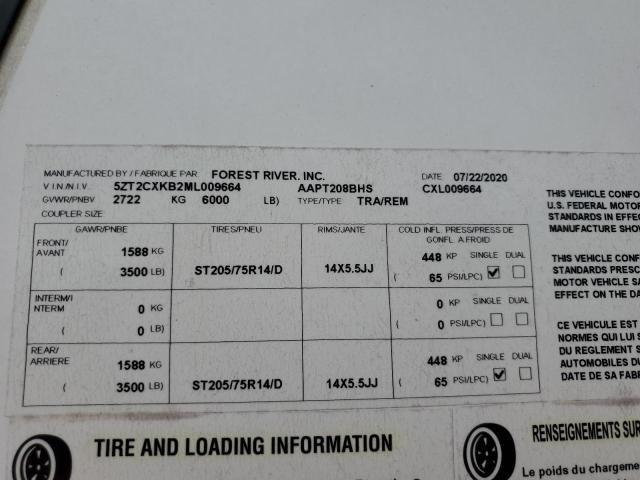 MANUFACTURED BY / FABRIQUE PAR FOREST RIVER. INC. DATE 07/22/2020
V.I.N./N.I.V. 5ZT2CXKB2ML009664 AAPT208BHS CXL009664
GVWR/PNBV 2722 KG 6000 LB) TYPE/TYPE TRA/REM
COUPLER SIZE
GAWR/PNBE TIRES/PNEU RIMS/JANTE COLD INFL. PRESS/PRESS DE GONFL. A FROID
FRONT/
AVANT 1588 KG 448 KP SINGLE DUAL
( 3500 LB) ST205/75R14/D 14X5.5JJ ( 65 PSI/LPC)
INTERM/I
NTERM 0 KG 0 KP SINGLE DUAL
( 0 LB) ( 0 PSI/LPC)
REAR/
ARRIERE 1588 KG 448 KP SINGLE DUAL
( 3500 LB) ST205/75R14/D 14X5.5JJ ( 65 PSI/LPC)
THIS VEHICLE CONF
U.S. FEDERAL MOTOR
STANDARDS IN EFFEC
MANUFACTURE SHOW
THIS VEHICLE CONF
STANDARDS PRESC
MOTOR VEHICLE SA
EFFECT ON THE DA
CE VEHICULE EST
NORMES QUI LUI S
DU REGLEMENT S
AUTOMOBILES DU
DATE DE SA FABR
TIRE AND LOADING INFORMATION
RENSEIGNEMENTS SUR
Le poids du chargeme